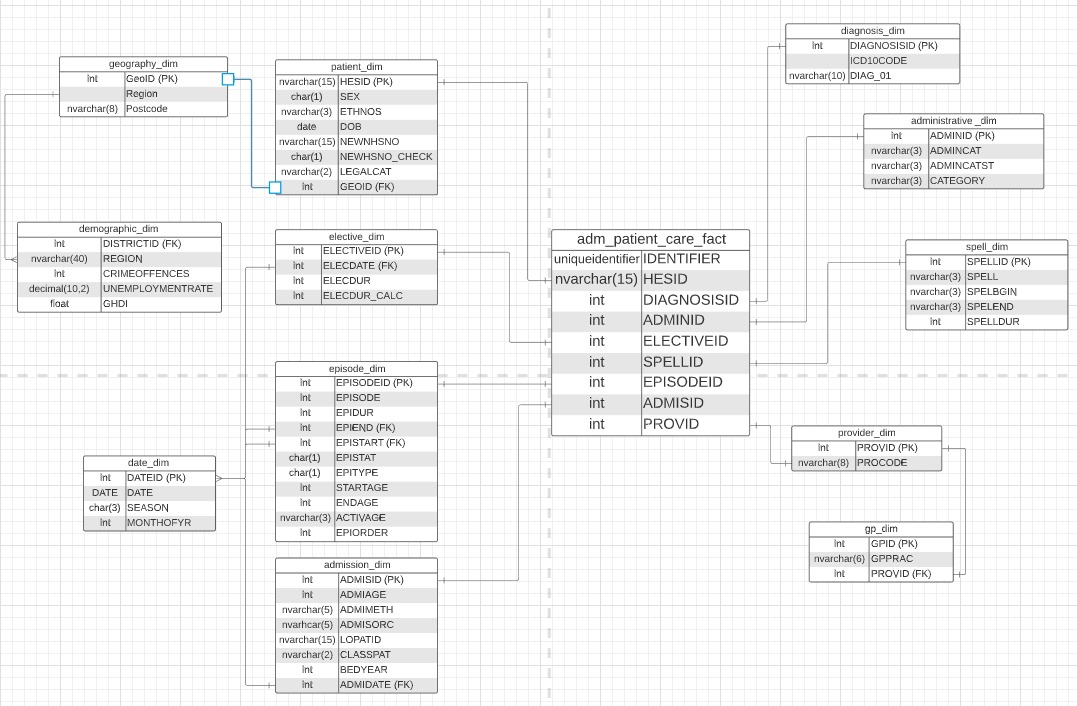 geography_dim
Int GeoID (PK)
Region
nvarchar(8) Postcode
patient_dim
nvarchar(15) HESID (PK)
char(1) SEX
nvarchar(3) ETHNOS
date DOB
nvarchar(15) NEWNHSNO
char(1) NEWHSNO_CHECK
nvarchar(2) LEGALCAT
Int GEOID (FK)
diagnosis_dim
Int DIAGNOSISID (PK)
ICD10CODE
nvarchar(10) DIAG_01
administrative_dim
Int ADMINID (PK)
nvarchar(3) ADMINCAT
nvarchar(3) ADMINCATST
nvarchar(3) CATEGORY
demographic_dim
Int DISTRICTID (FK)
nvarchar(40) REGION
Int CRIMEOFFENCES
decimal(10,2) UNEMPLOYMENTRATE
float GHDI
elective_dim
Int ELECTIVEID (PK)
Int ELECDATE (FK)
Int ELECDUR
Int ELECDUR_CALC
adm_patient_care_fact
uniqueidentifier IDENTIFIER
nvarchar(15) HESID
int DIAGNOSISID
int ADMINID
int ELECTIVEID
int SPELLID
int EPISODEID
int ADMISID
int PROVID
spell_dim
Int SPELLID (PK)
nvarchar(3) SPELL
nvarchar(3) SPELBGIN
nvarchar(3) SPELEND
Int SPELLDUR
episode_dim
Int EPISODEID (PK)
Int EPISODE
Int EPIDUR
Int EPIEND (FK)
Int EPISTART (FK)
char(1) EPISTAT
char(1) EPITYPE
Int STARTAGE
Int ENDAGE
nvarchar(3) ACTIVAGE
Int EPIORDER
date_dim
Int DATEID (PK)
DATE DATE
char(3) SEASON
Int MONTHOFYR
provider_dim
Int PROVID (PK)
nvarchar(8) PROCODE
gp_dim
Int GPID (PK)
nvarchar(6) GPPRAC
Int PROVID (FK)
admission_dim
Int ADMISID (PK)
Int ADMIAGE
nvarchar(5) ADMIMETH
nvarhcar(5) ADMISORC
nvarchar(15) LOPATID
nvarchar(2) CLASSPAT
Int BEDYEAR
Int ADMIDATE (FK)